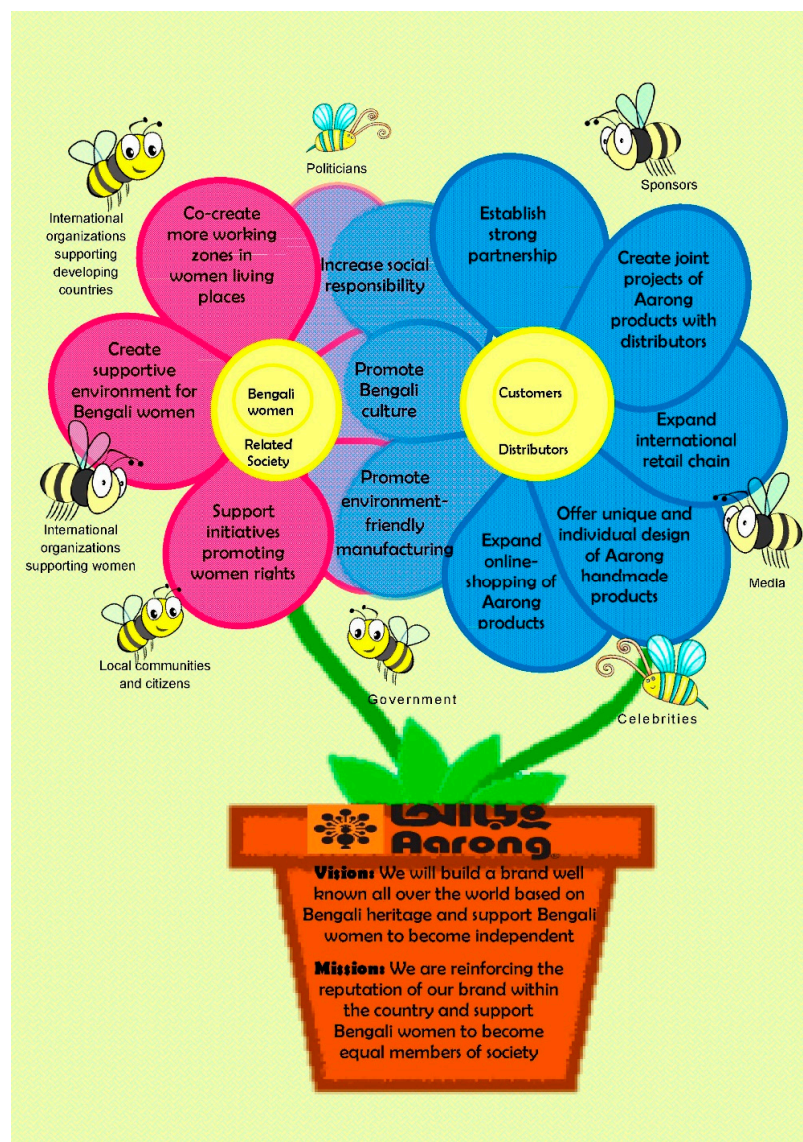 Politicians
Sponsors
International
organizations
supporting
developing
countries
Co-create
more working
zones in
women living
places
Increase social
responsibility
Establish
strong
partnership
Create joint
projects of
Aarong
products with
distributors
Create
supportive
environment for
Bengali women
Bengali
women
Related
Society
Promote
Bengali
culture
Customers
Distributors
Expand
international
retail chain
International
organizations
supporting women
Support
initiatives
promoting
women rights
Promote
environment-
friendly
manufacturing
Expand
online-
shopping of
Aarong
products
Offer unique and
individual design
of Aarong
handmade
products
Media
Local communities
and citizens
Government
Celebrities
Aarong
Vision: We will build a brand well
known all over the world based on
Bengali heritage and support Bengali
women to become independent
Mission: We are reinforcing the
reputation of our brand within
the country and support
Bengali women to become
equal members of society